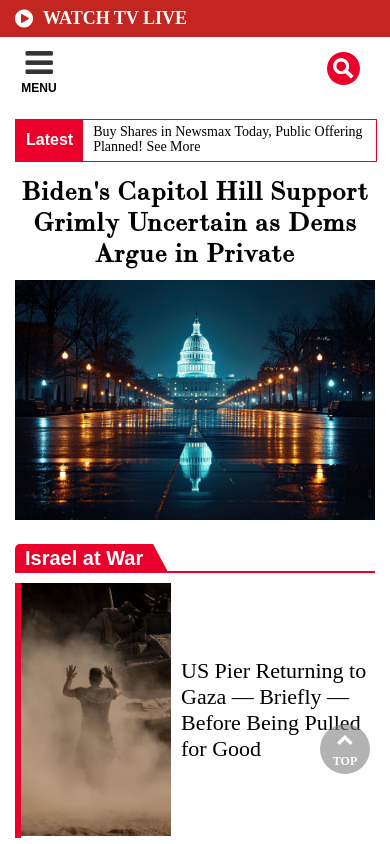 WATCH TV LIVE
MENU
Latest
Buy Shares in Newsmax Today, Public Offering
Planned! See More
Biden's Capitol Hill Support
Grimly Uncertain as Dems
Argue in Private
Israel at War
US Pier Returning to
Gaza — Briefly —
Before Being Pulled
for Good
TOP